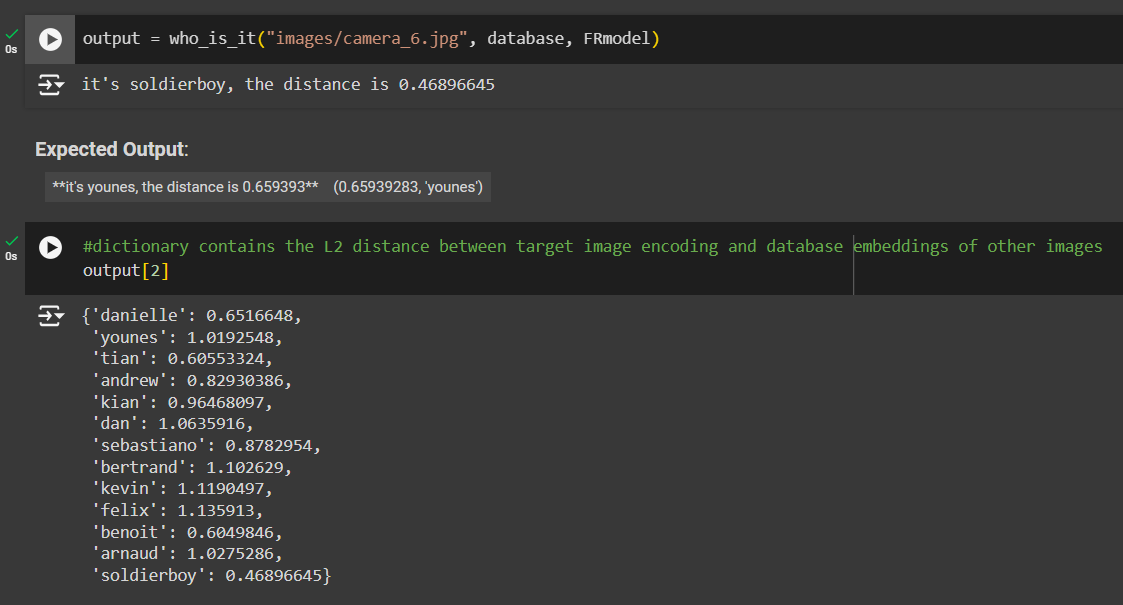 output = who_is_it("images/camera_6.jpg", database, FRmodel)
0s
it's soldierboy, the distance is 0.46896645
Expected Output:
**it's younes, the distance is 0.659393** (0.65939283, 'younes')
#dictionary contains the L2 distance between target image encoding and database embeddings of other images
0s
output[2]
{'danielle': 0.6516648,
'younes': 1.0192548,
'tian': 0.60553324,
'andrew': 0.82930386,
'kian': 0.96468097,
'dan': 1.0635916,
'sebastiano': 0.8782954,
'bertrand': 1.102629,
'kevin': 1.1190497,
'felix': 1.135913,
'benoit': 0.6049846,
'arnaud': 1.0275286,
'soldierboy': 0.46896645}